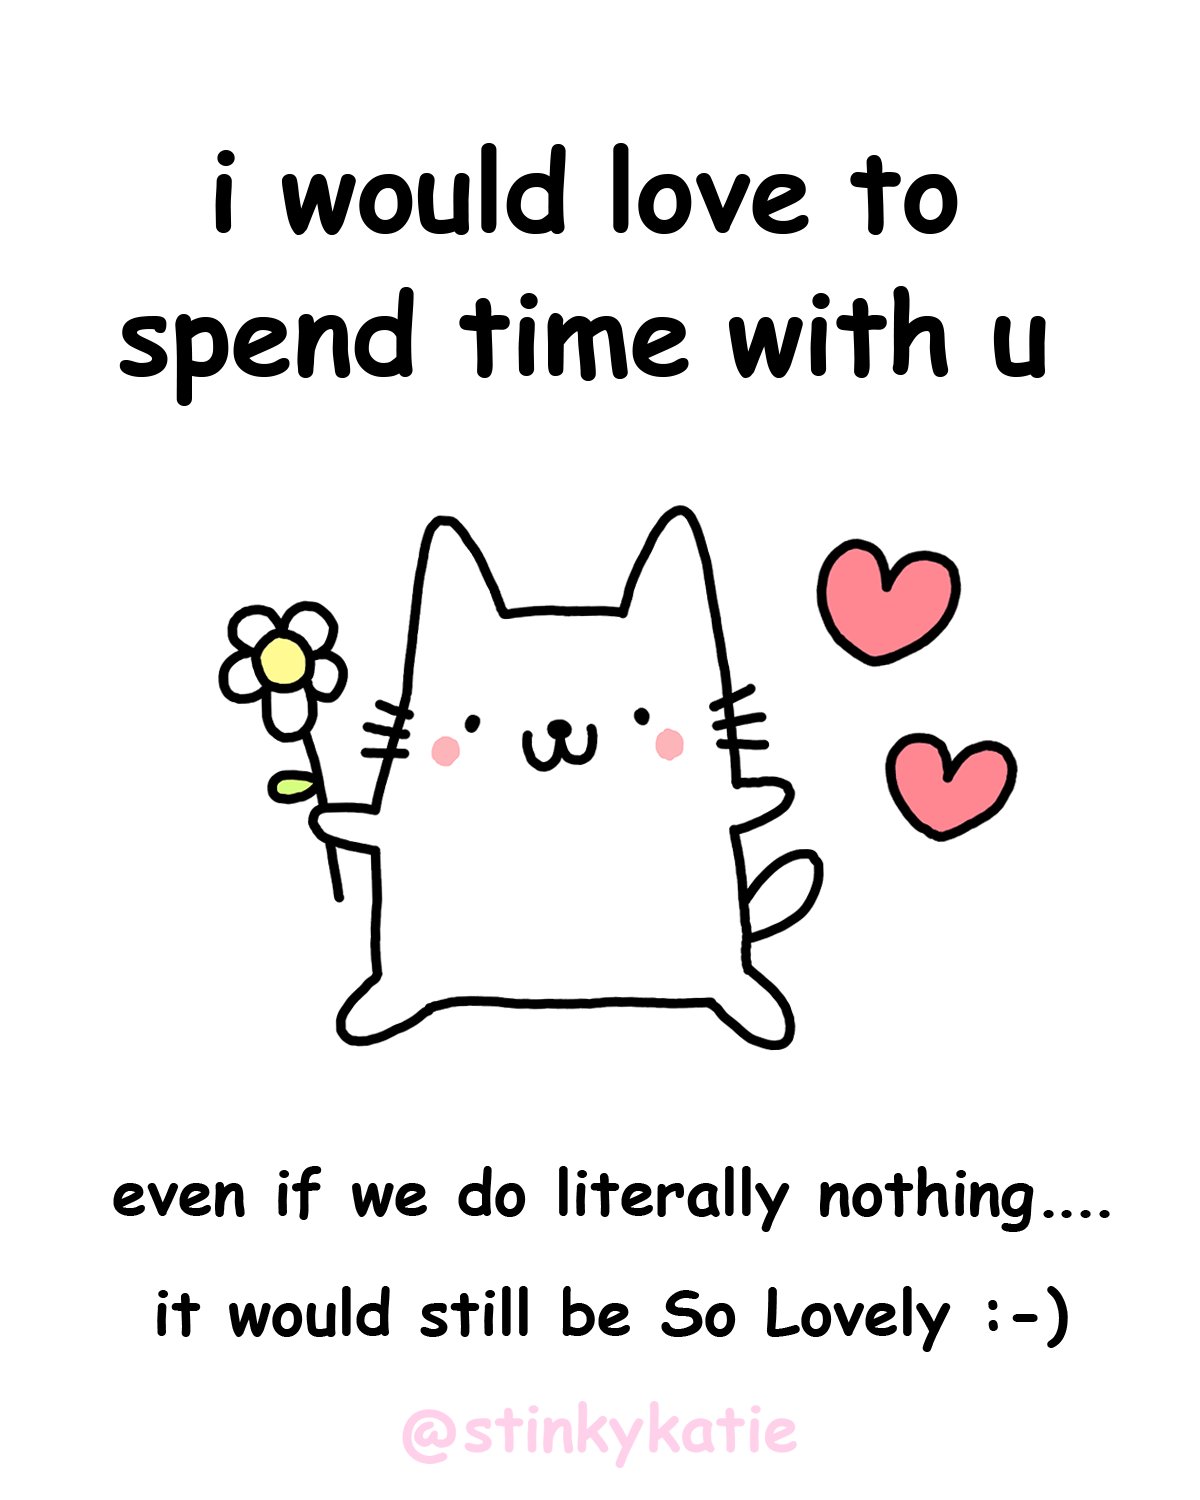 i would love to
spend time with u
even if we do literally nothing....
it would still be So Lovely :-)
@stinkykatie